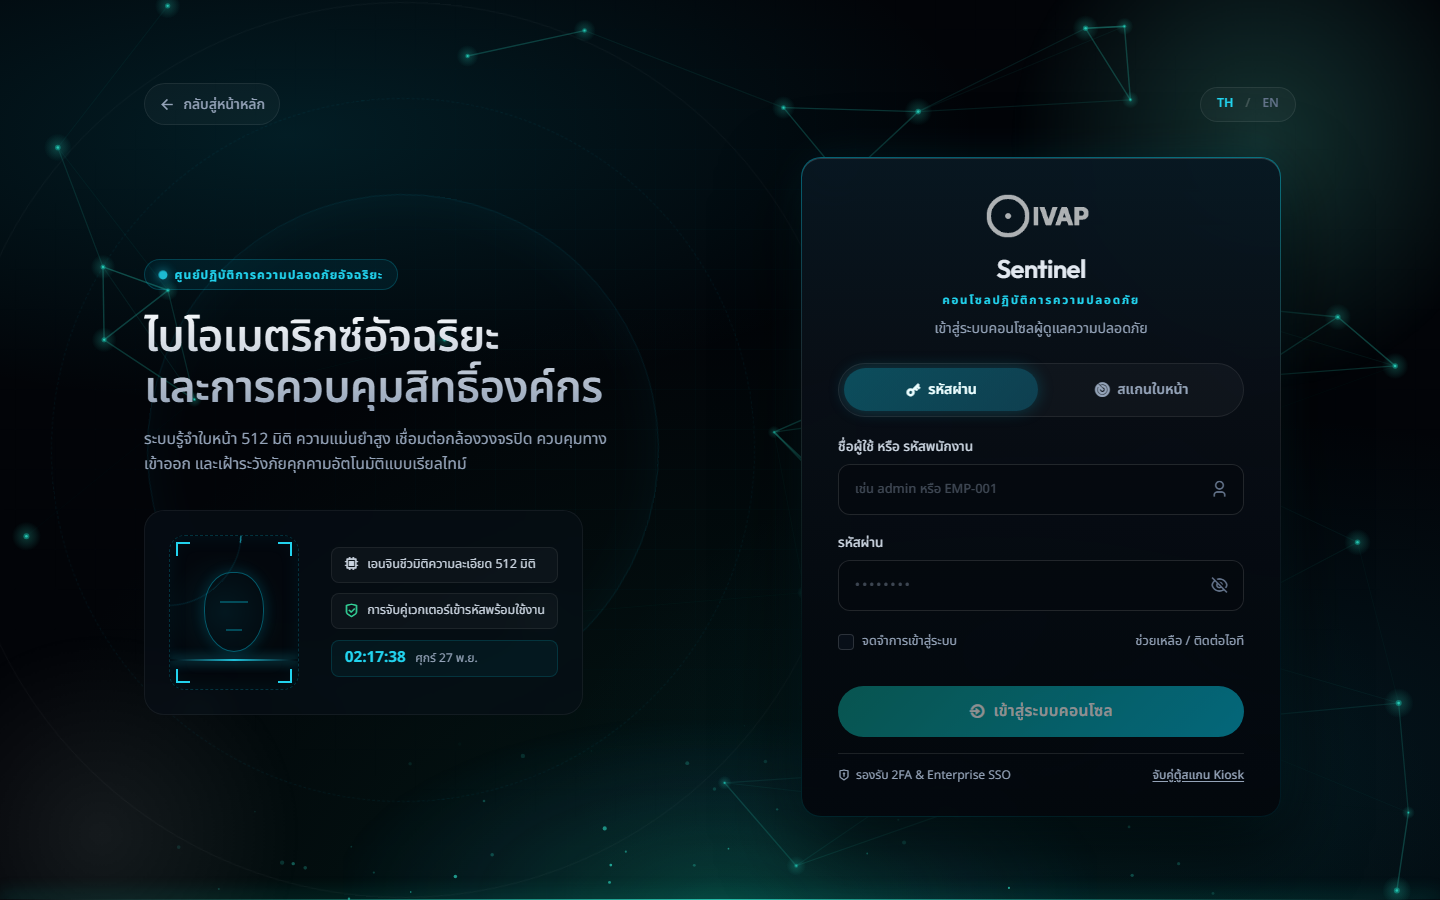 กลับสู่หน้าหลัก
TH / EN
ศูนย์ปฏิบัติการความปลอดภัยอัจฉริยะ
ไบโอเมตริกซ์อัจฉริยะ
และการควบคุมสิทธิ์องค์กร
ระบบรู้จำใบหน้า 512 มิติ ความแม่นยำสูง เชื่อมต่อกล้องวงจรปิด ควบคุมทาง
เข้าออก และเฝ้าระวังภัยคุกคามอัตโนมัติแบบเรียลไทม์
เอนจินชีวมิติความละเอียด 512 มิติ
การจับคู่เวกเตอร์เข้ารหัสพร้อมใช้งาน
02:17:38 ศุกร์ 27 พ.ย.
IVAP
Sentinel
คอนโซลปฏิบัติการความปลอดภัย
เข้าสู่ระบบคอนโซลผู้ดูแลความปลอดภัย
รหัสผ่าน สแกนใบหน้า
ชื่อผู้ใช้ หรือ รหัสพนักงาน
เช่น admin หรือ EMP-001
รหัสผ่าน
••••••••
จดจำการเข้าสู่ระบบ ช่วยเหลือ / ติดต่อไอที
เข้าสู่ระบบคอนโซล
รองรับ 2FA & Enterprise SSO จับคู่ตู้สแกน Kiosk